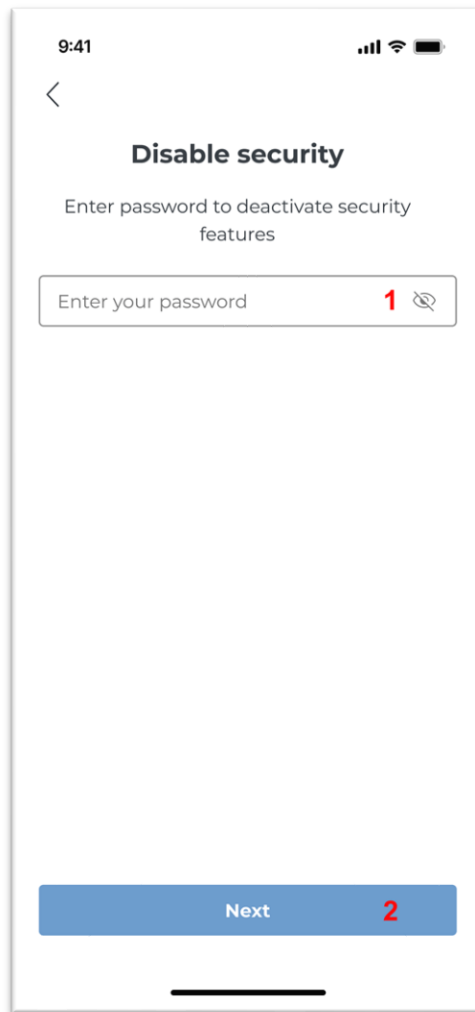 9:41
Disable security
Enter password to deactivate security
features
Enter your password 1
Next 2